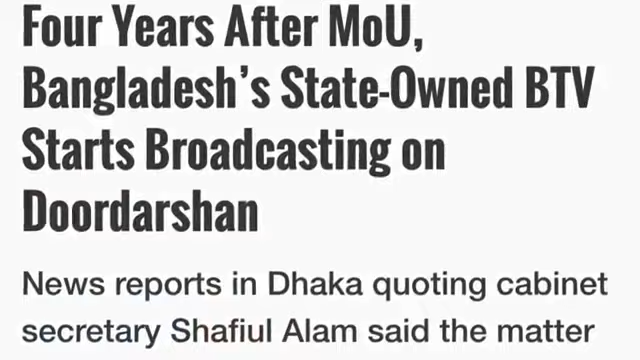 Four Years After MoU,
Bangladesh's State-Owned BTV
Starts Broadcasting on
Doordarshan
News reports in Dhaka quoting cabinet
secretary Shafiul Alam said the matter